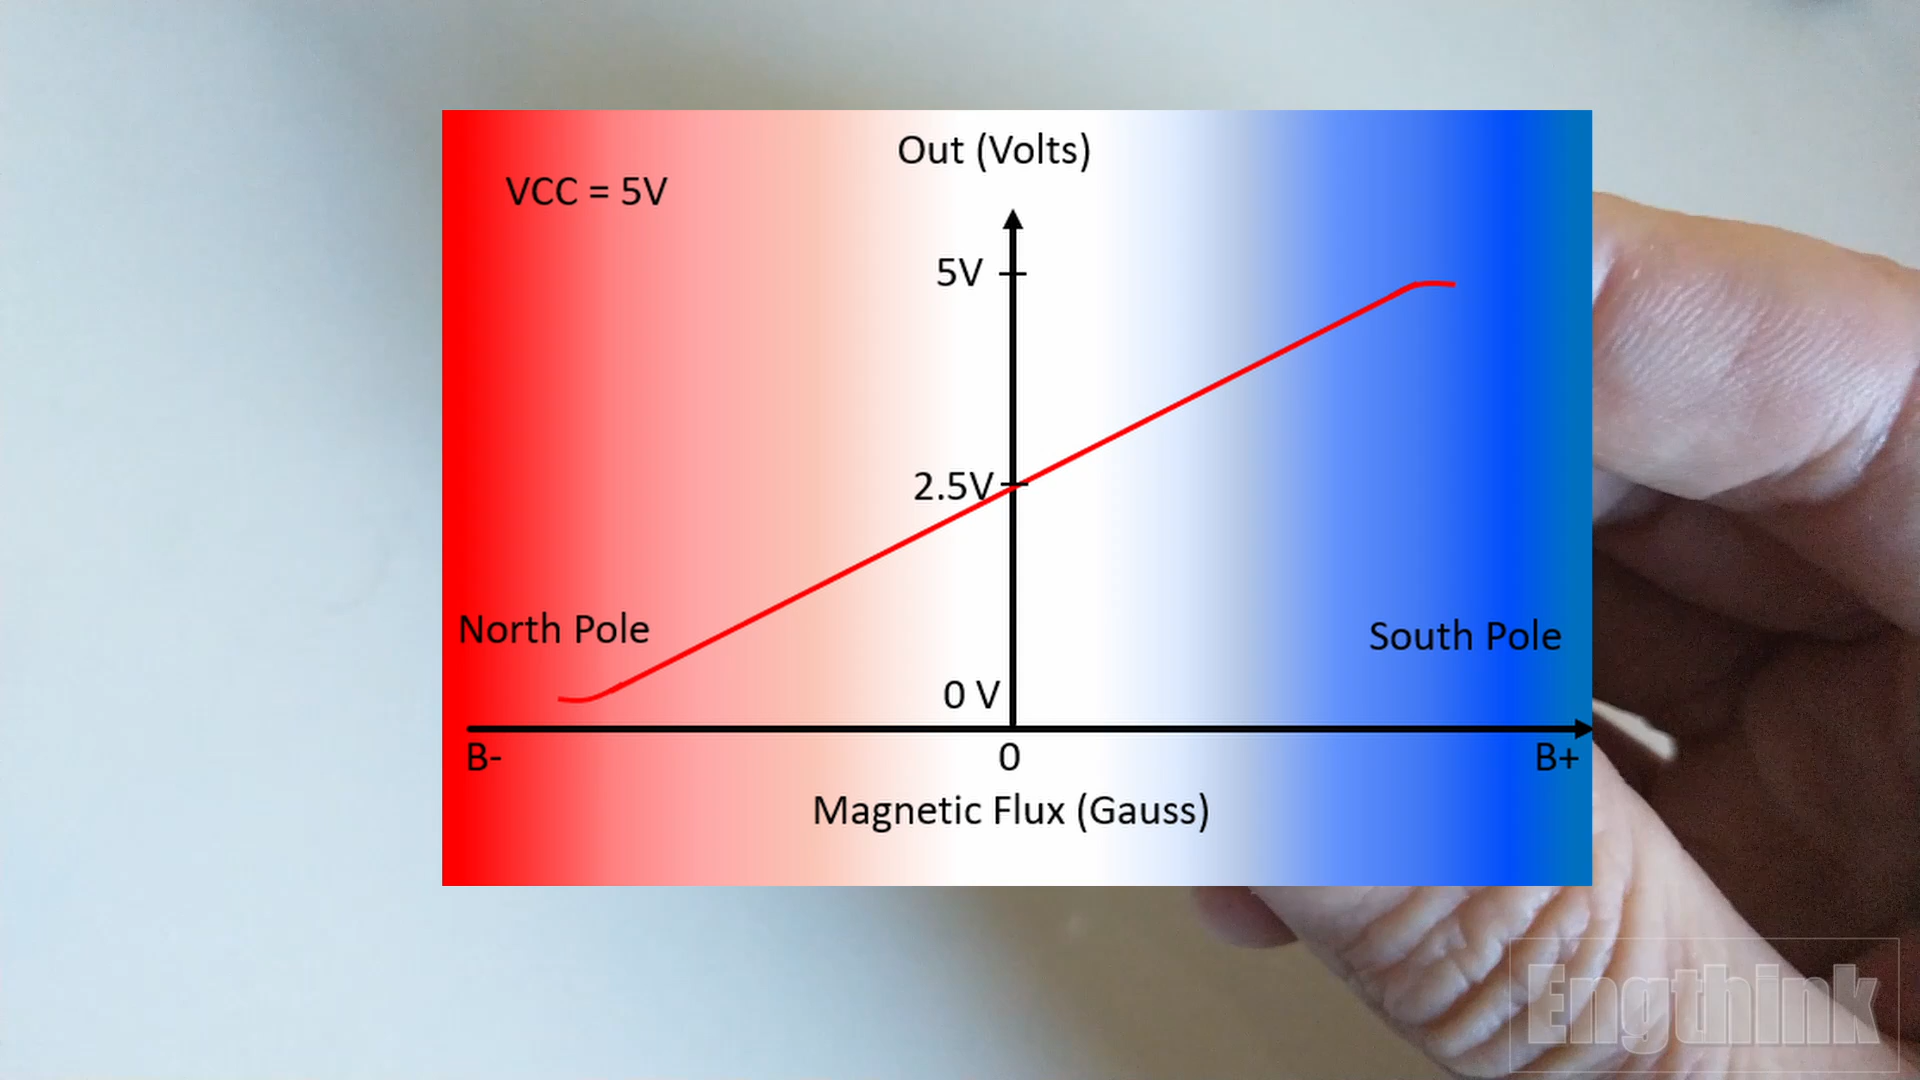 Out (Volts)
VCC = 5V
5V
2.5V
North Pole
South Pole
0 V
B-
0
B+
Magnetic Flux (Gauss)
Engthink